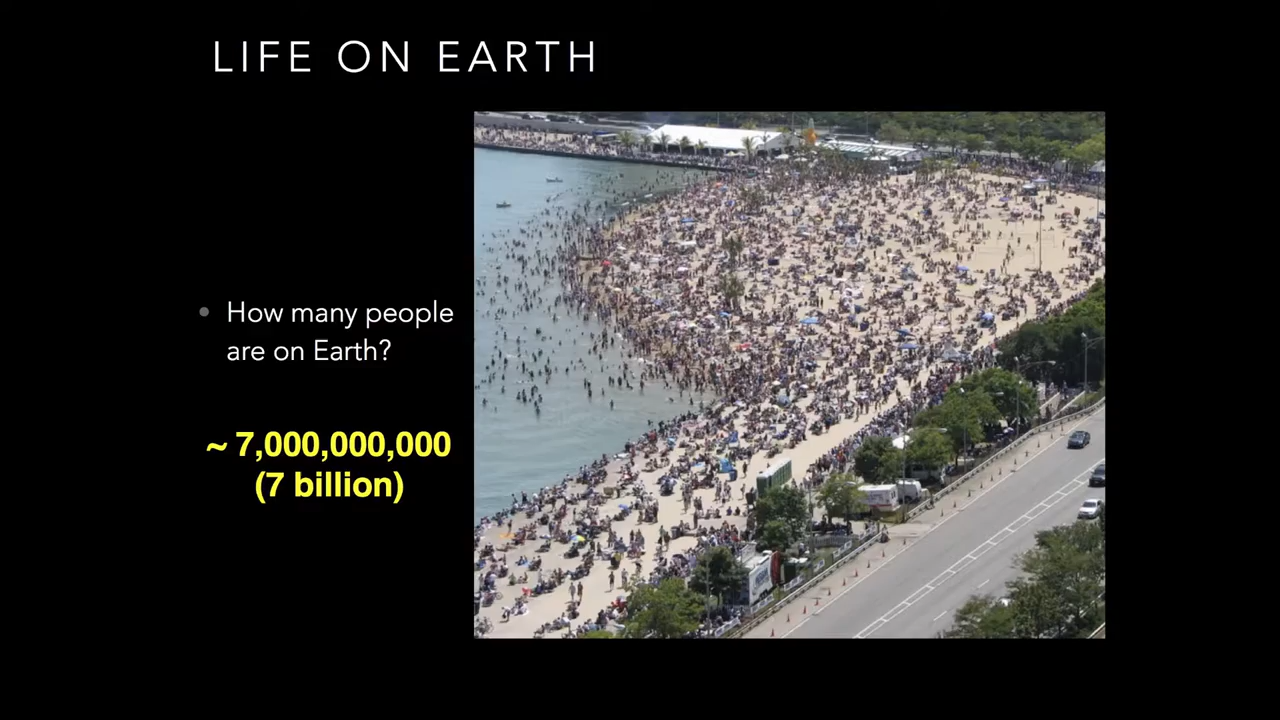 LIFE ON EARTH
• How many people
are on Earth?
~ 7,000,000,000
(7 billion)